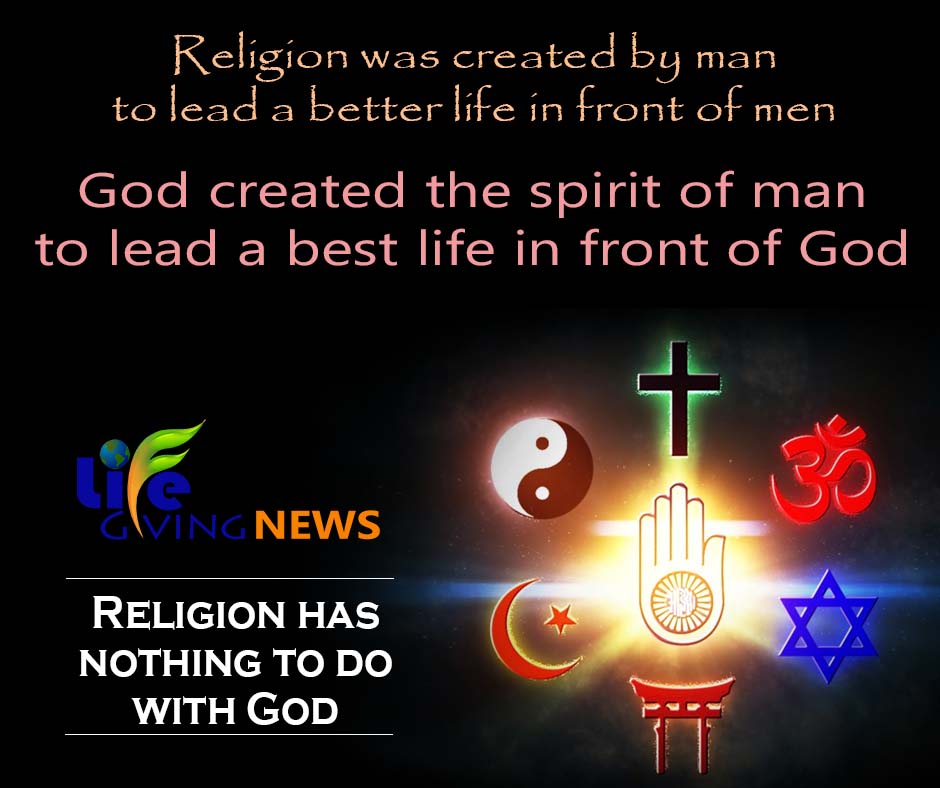 Religion was created by man
to lead a better life in front of men
God created the spirit of man
to lead a best life in front of God
Life
GIVING NEWS
RELIGION HAS
NOTHING TO DO
WITH GOD